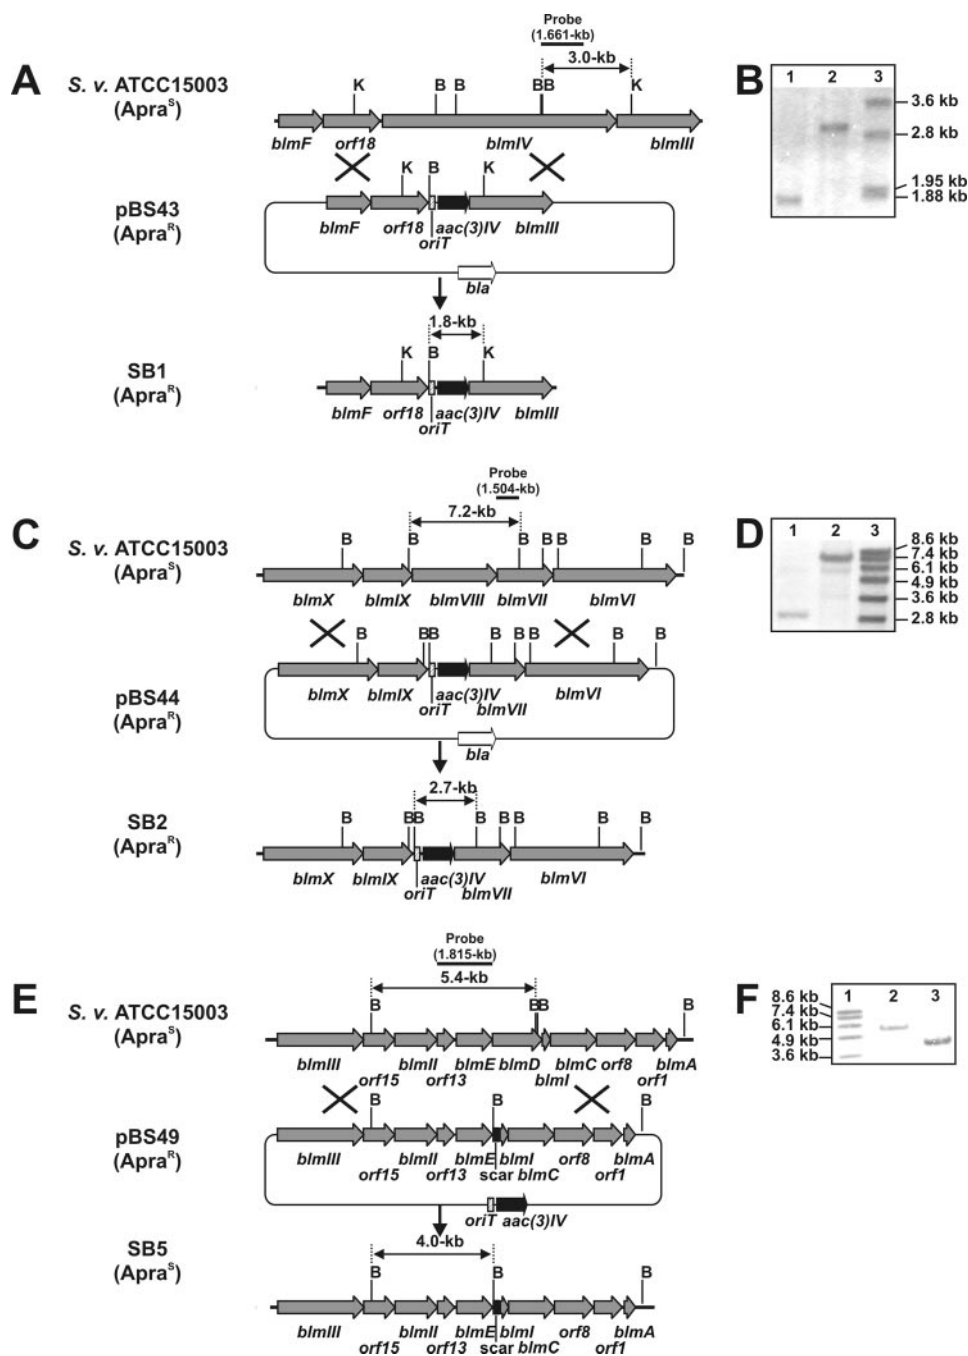 A
Probe
(1.661-kb)
3.0-kb
S. v. ATCC15003
(Apra^S)
K B B BB K
blmF orf18 blmIV blmIII
pBS43
(Apra^R)
K B K
blmF orf18 aac(3)IV blmIII
oriT
bla
1.8-kb
SB1
(Apra^R)
K B K
blmF orf18 aac(3)IV blmIII
oriT
B
1 2 3
3.6 kb
2.8 kb
1.95 kb
1.88 kb
C
Probe
(1.504-kb)
7.2-kb
S. v. ATCC15003
(Apra^S)
B B B B B B B
blmX blmIX blmVIII blmVII blmVI
pBS44
(Apra^R)
B B B B B B B B
blmX blmIX aac(3)IV blmVI
oriT blmVII
bla
2.7-kb
SB2
(Apra^R)
B B B B B B B B
blmX blmIX aac(3)IV blmVI
oriT blmVII
D
1 2 3
8.6 kb
7.4 kb
6.1 kb
4.9 kb
3.6 kb
2.8 kb
E
Probe
(1.815-kb)
5.4-kb
S. v. ATCC15003
(Apra^S)
B B B B
blmIII blmII blmE blmD blmC orf8 blmA
orf15 orf13 blmI orf1
pBS49
(Apra^R)
B B B
blmIII blmII blmE blmI orf8 blmA
orf15 orf13 scar blmC orf1
oriT aac(3)IV
4.0-kb
SB5
(Apra^S)
B B B
blmIII blmII blmE blmI orf8 blmA
orf15 orf13 scar blmC orf1
F
1 2 3
8.6 kb
7.4 kb
6.1 kb
4.9 kb
3.6 kb